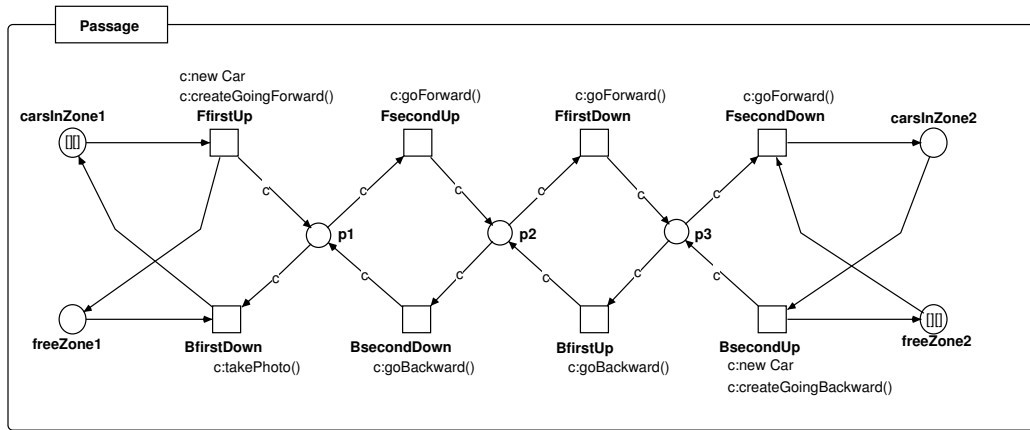 Passage
c:new Car
c:createGoingForward()
c:goForward()
c:goForward()
c:goForward()
carsInZone1
FfirstUp
FsecondUp
FfirstDown
FsecondDown
carsInZone2
[][]
c
c
c
c
c
c
p1
p2
p3
c
c
c
c
c
c
[][]
freeZone1
BfirstDown
BsecondDown
BfirstUp
BsecondUp
freeZone2
c:takePhoto()
c:goBackward()
c:goBackward()
c:new Car
c:createGoingBackward()